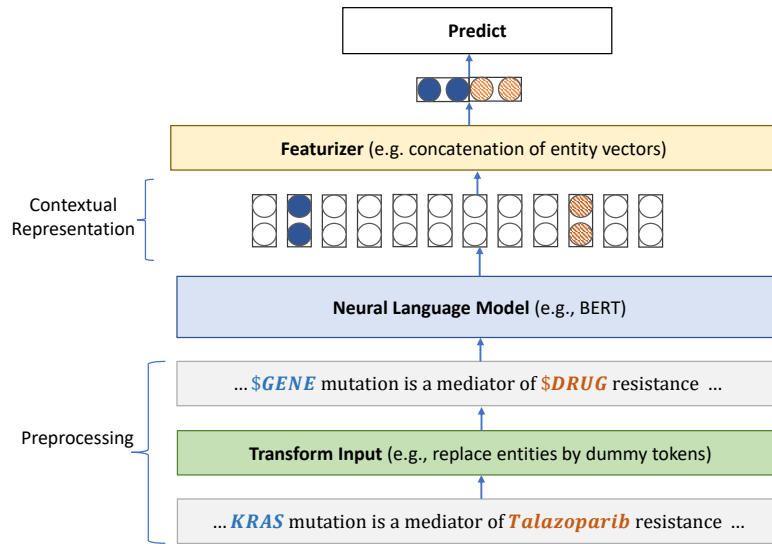 Predict
Featurizer (e.g. concatenation of entity vectors)
Contextual
Representation
Neural Language Model (e.g., BERT)
... $GENE mutation is a mediator of $DRUG resistance ...
Preprocessing
Transform Input (e.g., replace entities by dummy tokens)
... KRAS mutation is a mediator of Talazoparib resistance ...